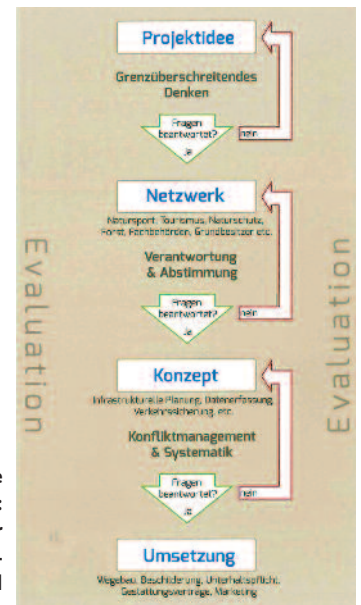 Projektidee
Grenzüberschreitendes
Denken
Fragen
beantwortet?
nein
Ja
Netzwerk
Natursport, Tourismus, Naturschutz,
Forst, Fachbehörden, Grundbesitzer etc.
Verantwortung
& Abstimmung
Fragen
beantwortet?
nein
Ja
Konzept
Infrastrukturelle Planung, Datenerfassung,
Verkehrssicherung, etc.
Konfliktmanagement
& Systematik
Fragen
beantwortet?
nein
Ja
Umsetzung
Wegebau, Beschilderung, Unterhaltspflicht,
Gestattungsverträge, Marketing
Evaluation
Evaluation